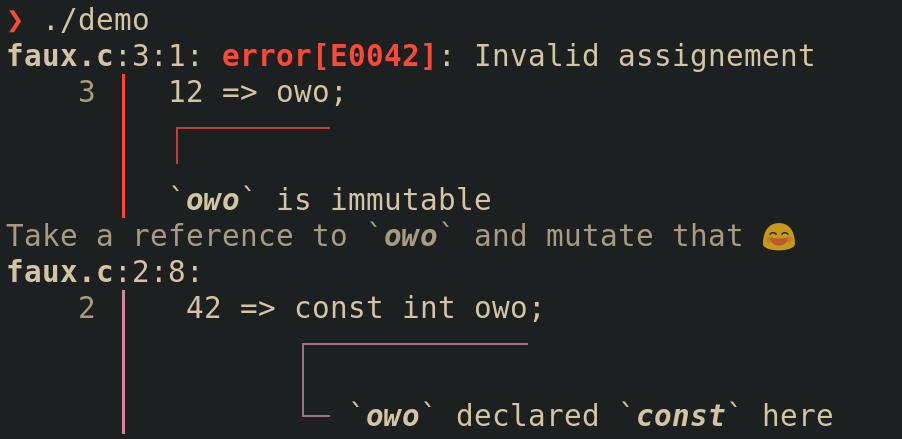 ❯ ./demo
faux.c:3:1: error[E0042]: Invalid assignement
3 12 => owo;
`owo` is immutable
Take a reference to `owo` and mutate that 😄
faux.c:2:8:
2 42 => const int owo;
`owo` declared `const` here